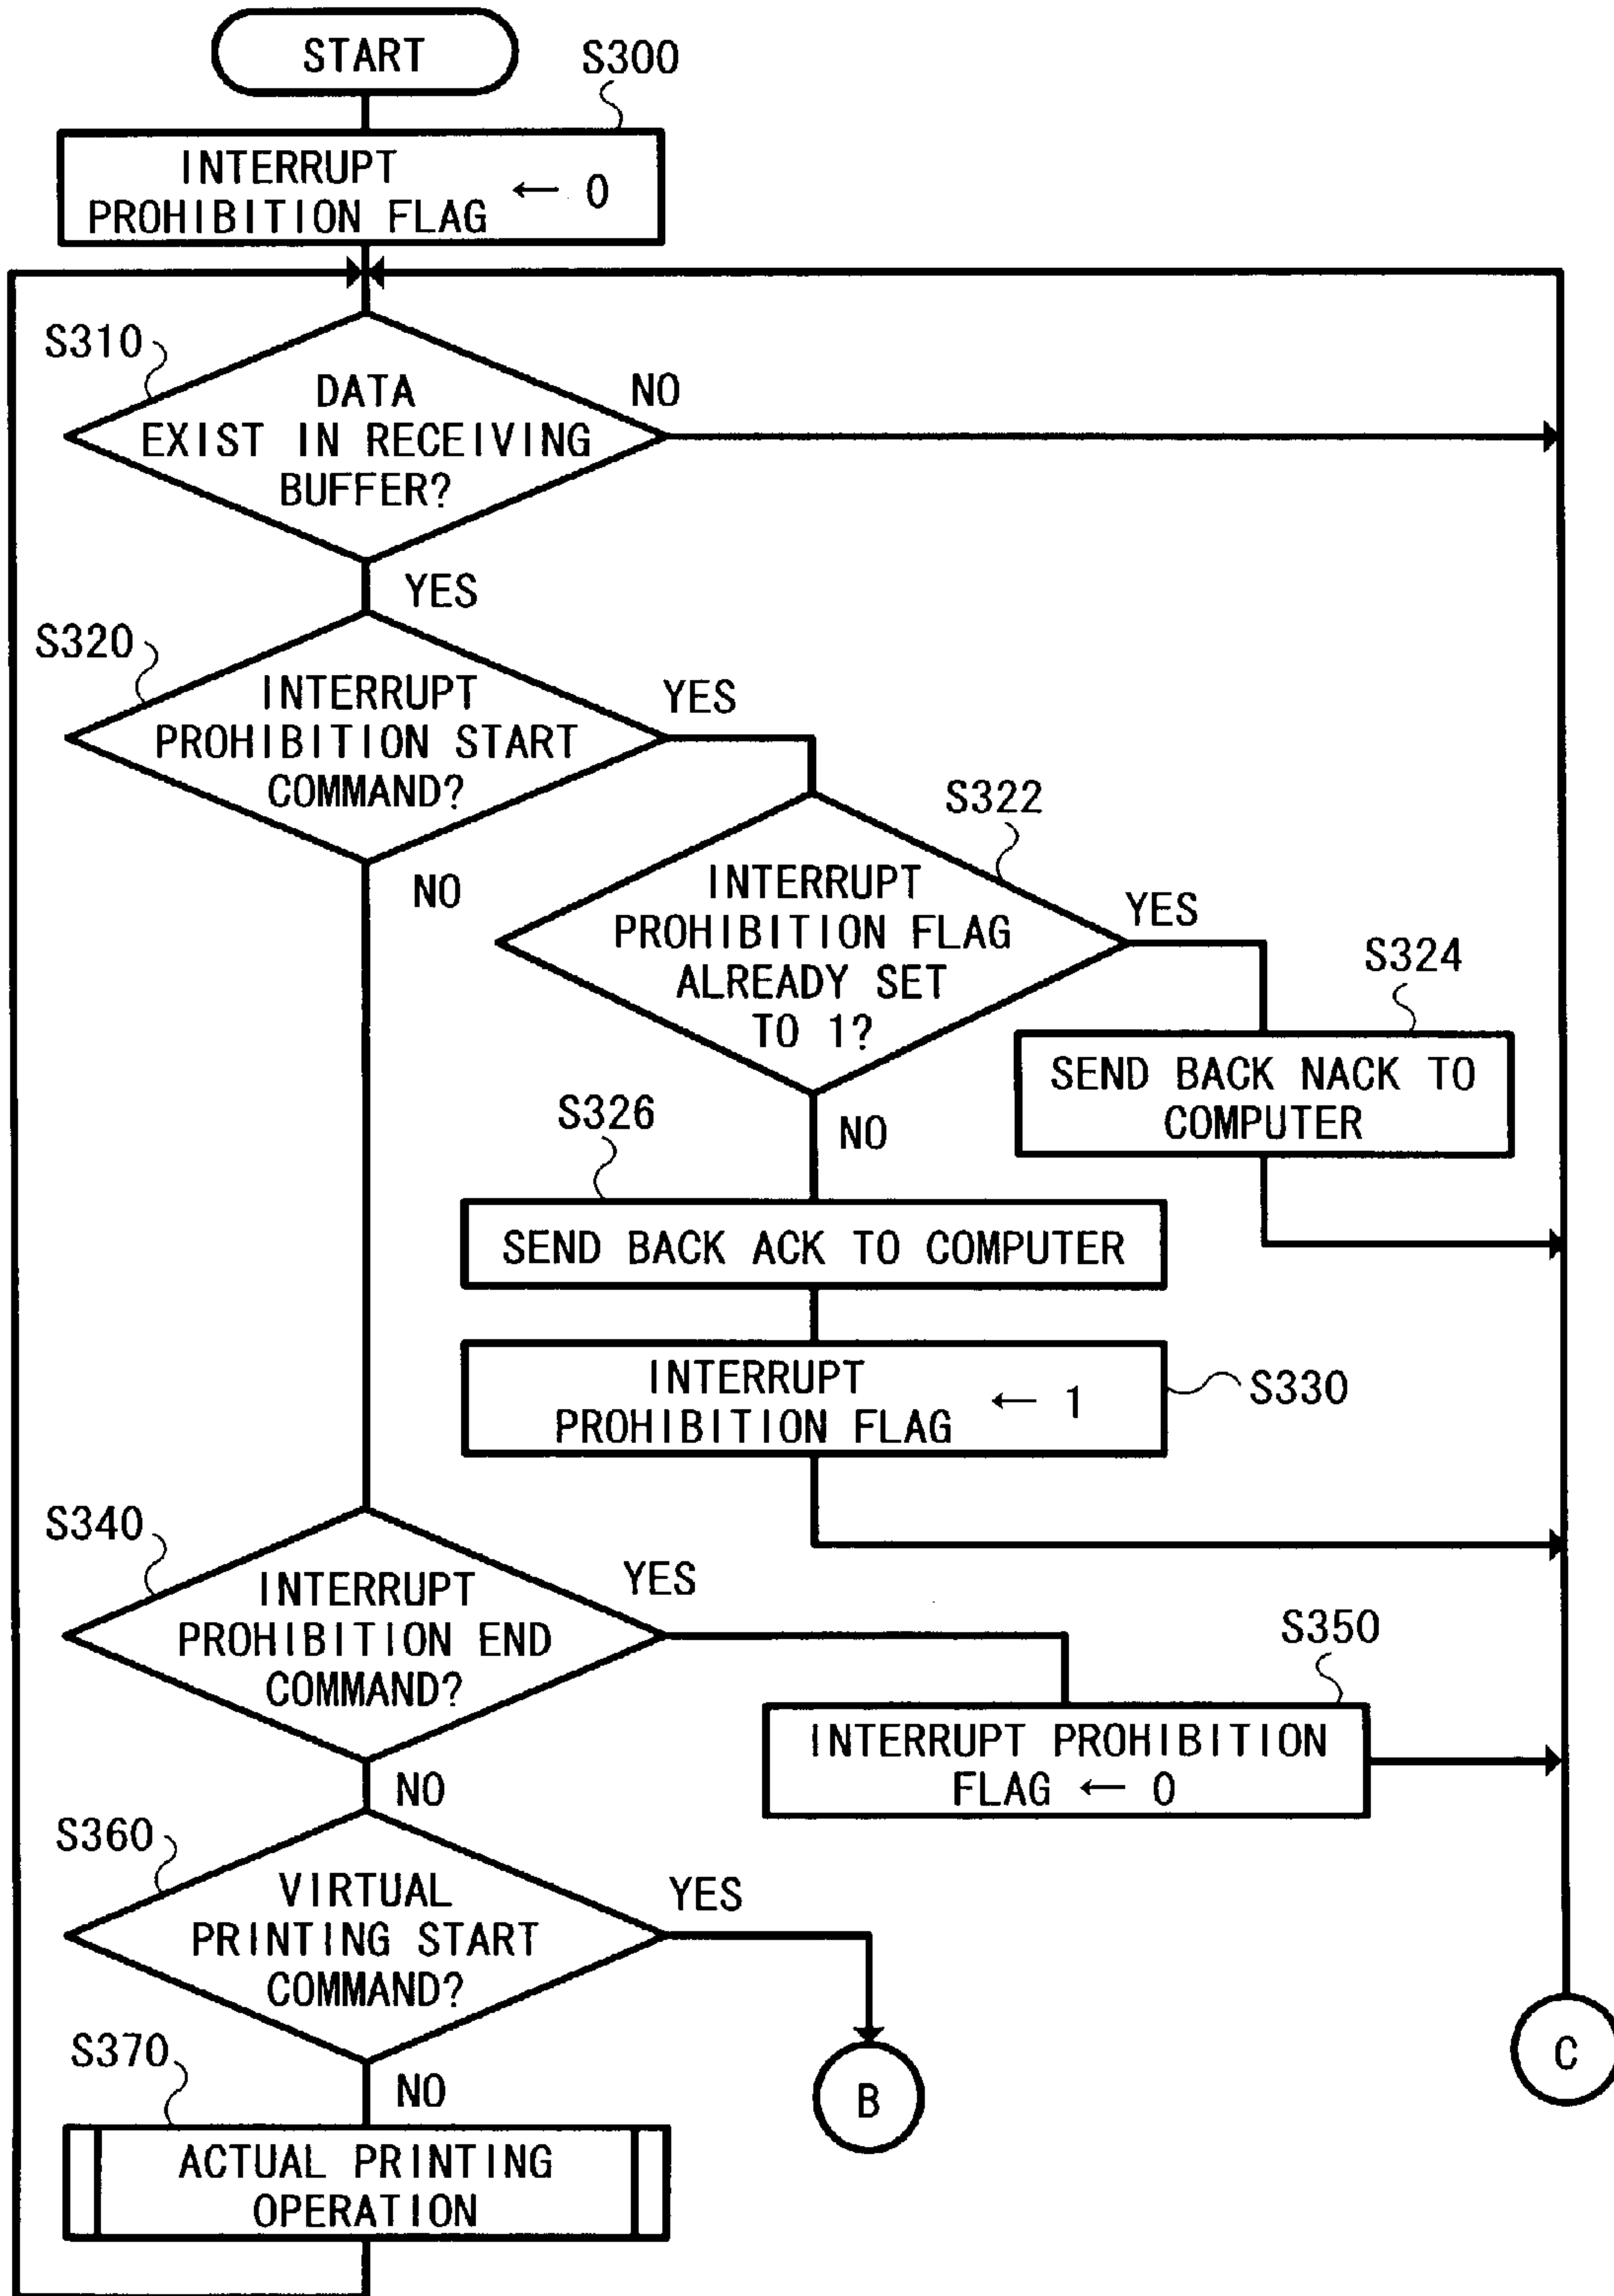 START
S300
INTERRUPT
PROHIBITION FLAG ← 0
S310
DATA
EXIST IN RECEIVING
BUFFER?
NO
YES
S320
INTERRUPT
PROHIBITION START
COMMAND?
YES
NO
S322
INTERRUPT
PROHIBITION FLAG
ALREADY SET
TO 1?
YES
S324
SEND BACK NACK TO
COMPUTER
NO
S326
SEND BACK ACK TO COMPUTER
INTERRUPT
PROHIBITION FLAG ← 1
S330
S340
INTERRUPT
PROHIBITION END
COMMAND?
YES
S350
INTERRUPT PROHIBITION
FLAG ← 0
NO
S360
VIRTUAL
PRINTING START
COMMAND?
YES
B
C
NO
S370
ACTUAL PRINTING
OPERATION